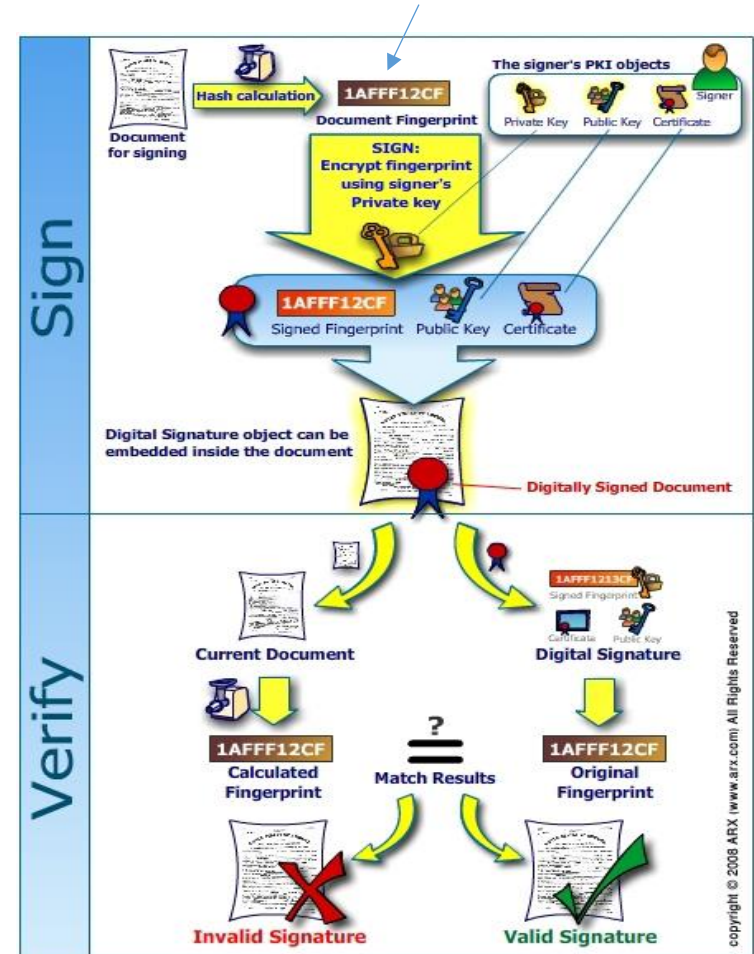 Sign
Hash calculation
Document
for signing
1AFFF12CF
Document Fingerprint
The signer's PKI objects
Signer
Private Key Public Key Certificate
SIGN:
Encrypt fingerprint
using signer's
Private key
1AFFF12CF
Signed Fingerprint Public Key Certificate
Digital Signature object can be
embedded inside the document
Digitally Signed Document
Verify
Current Document
1AFFF1213CF
Signed Fingerprint
Certificate Public Key
Digital Signature
1AFFF12CF
Calculated
Fingerprint
?
Match Results
1AFFF12CF
Original
Fingerprint
Invalid Signature
Valid Signature
copyright © 2008 ARX (www.arx.com) All Rights Reserved